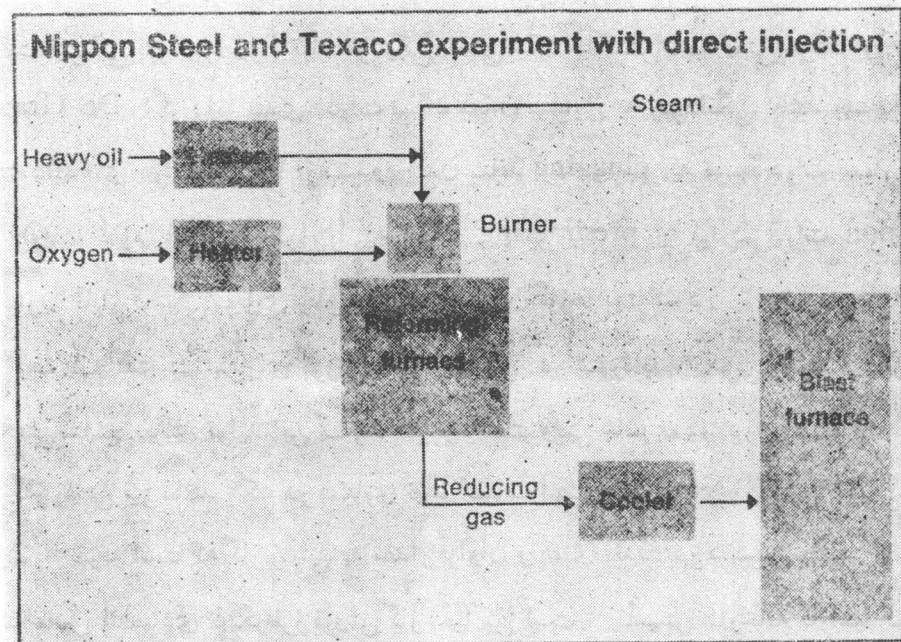 Nippon Steel and Texaco experiment with direct injection
Steam
Heavy oil
Heater
Burner
Oxygen
Heater
Reforming
furnace
Blast
furnace
Reducing
gas
Cooler